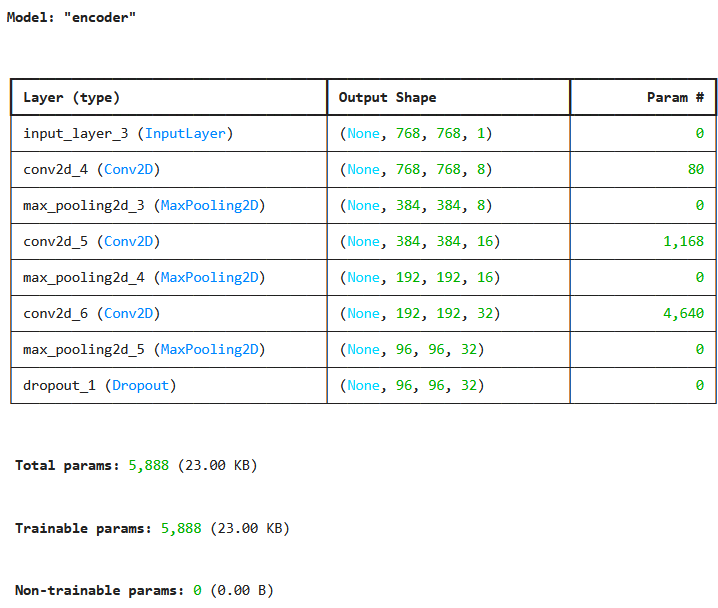 Model: "encoder"
Layer (type) Output Shape Param #
input_layer_3 (InputLayer) (None, 768, 768, 1) 0
conv2d_4 (Conv2D) (None, 768, 768, 8) 80
max_pooling2d_3 (MaxPooling2D) (None, 384, 384, 8) 0
conv2d_5 (Conv2D) (None, 384, 384, 16) 1,168
max_pooling2d_4 (MaxPooling2D) (None, 192, 192, 16) 0
conv2d_6 (Conv2D) (None, 192, 192, 32) 4,640
max_pooling2d_5 (MaxPooling2D) (None, 96, 96, 32) 0
dropout_1 (Dropout) (None, 96, 96, 32) 0
Total params: 5,888 (23.00 KB)
Trainable params: 5,888 (23.00 KB)
Non-trainable params: 0 (0.00 B)